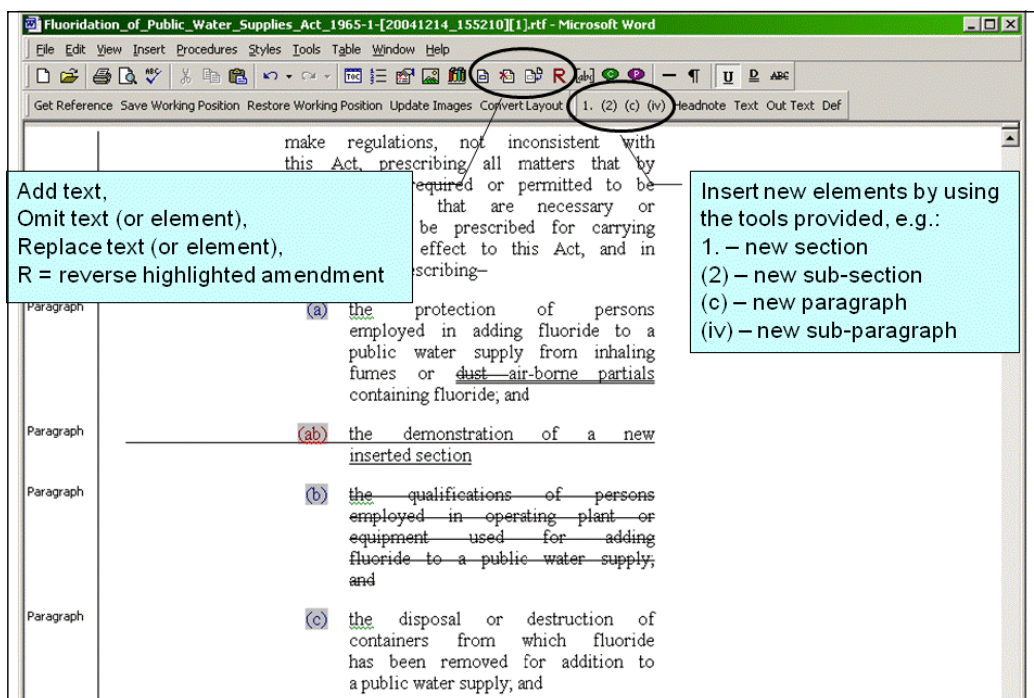 Fluoridation_of_Public_Water_Supplies_Act_1965-1-[20041214_155210][1].rtf - Microsoft Word
File Edit View Insert Procedures Styles Tools Table Window Help
ABC TOC R [abc] C P ¶ U D ABC
Get Reference Save Working Position Restore Working Position Update Images Convert Layout 1. (2) (c) (iv) Headnote Text Out Text Def
make regulations, not inconsistent with
this Act, prescribing all matters that by
required or permitted to be
that are necessary or
be prescribed for carrying
effect to this Act, and in
escribing–
Add text,
Omit text (or element),
Replace text (or element),
R = reverse highlighted amendment
Insert new elements by using
the tools provided, e.g.:
1. – new section
(2) – new sub-section
(c) – new paragraph
(iv) – new sub-paragraph
Paragraph (a) the protection of persons
employed in adding fluoride to a
public water supply from inhaling
fumes or dust air-borne partials
containing fluoride; and
Paragraph (ab) the demonstration of a new
inserted section
Paragraph (b) the qualifications of persons
employed in operating plant or
equipment used for adding
fluoride to a public water supply;
and
Paragraph (c) the disposal or destruction of
containers from which fluoride
has been removed for addition to
a public water supply; and